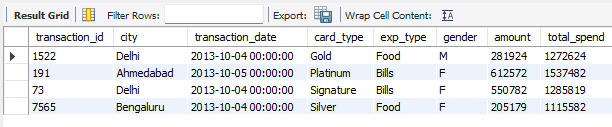 Result Grid Filter Rows: Export: Wrap Cell Content:
transaction_id city transaction_date card_type exp_type gender amount total_spend
1522 Delhi 2013-10-04 00:00:00 Gold Food M 281924 1272624
191 Ahmedabad 2013-10-05 00:00:00 Platinum Bills F 612572 1537482
73 Delhi 2013-10-04 00:00:00 Signature Bills F 550782 1285819
7565 Bengaluru 2013-10-04 00:00:00 Silver Food F 205179 1115582